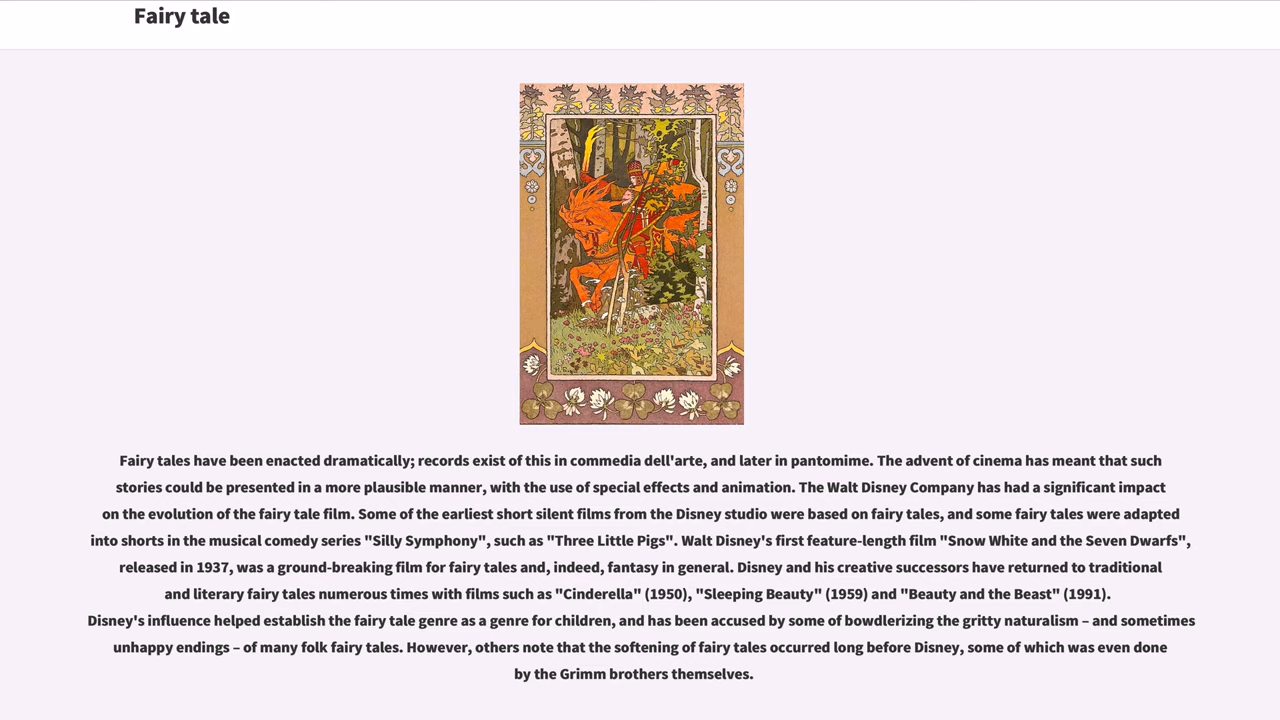 Fairy tale
Fairy tales have been enacted dramatically; records exist of this in commedia dell'arte, and later in pantomime. The advent of cinema has meant that such
stories could be presented in a more plausible manner, with the use of special effects and animation. The Walt Disney Company has had a significant impact
on the evolution of the fairy tale film. Some of the earliest short silent films from the Disney studio were based on fairy tales, and some fairy tales were adapted
into shorts in the musical comedy series "Silly Symphony", such as "Three Little Pigs". Walt Disney's first feature-length film "Snow White and the Seven Dwarfs",
released in 1937, was a ground-breaking film for fairy tales and, indeed, fantasy in general. Disney and his creative successors have returned to traditional
and literary fairy tales numerous times with films such as "Cinderella" (1950), "Sleeping Beauty" (1959) and "Beauty and the Beast" (1991).
Disney's influence helped establish the fairy tale genre as a genre for children, and has been accused by some of bowdlerizing the gritty naturalism – and sometimes
unhappy endings – of many folk fairy tales. However, others note that the softening of fairy tales occurred long before Disney, some of which was even done
by the Grimm brothers themselves.